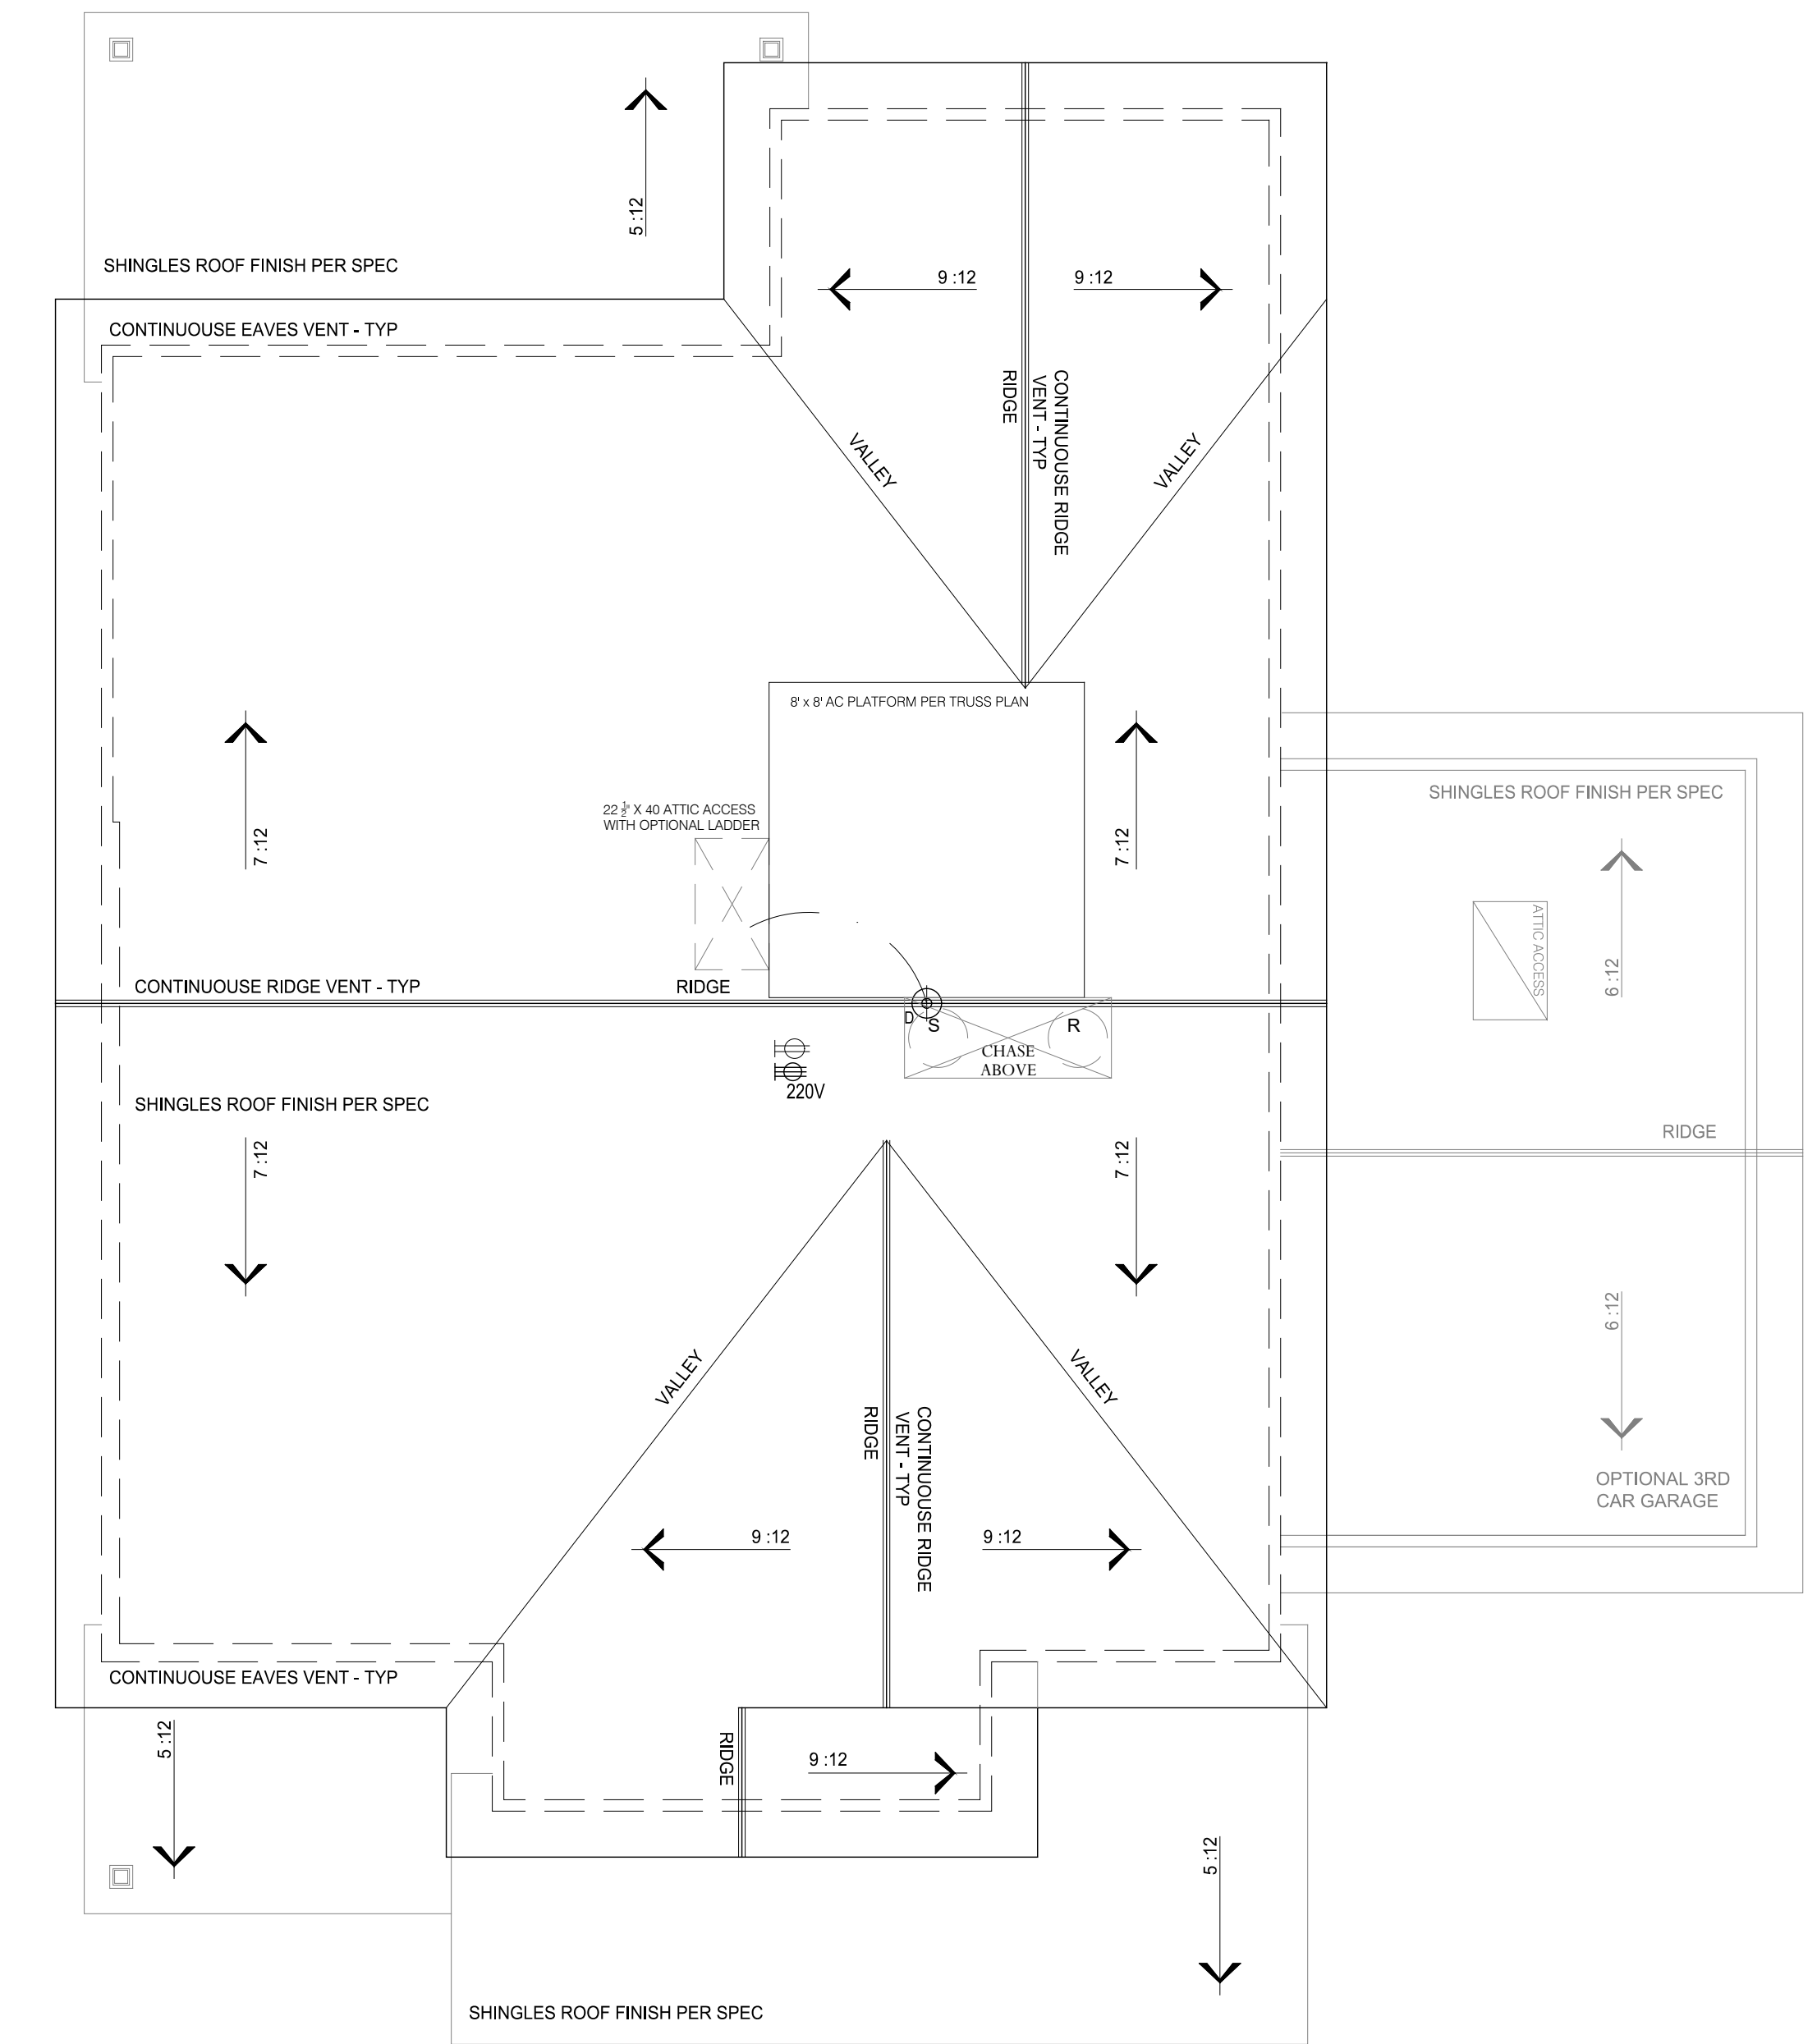 5 :12
SHINGLES ROOF FINISH PER SPEC
9 :12
9 :12
CONTINUOUSE EAVES VENT - TYP
RIDGE
CONTINUOUSE RIDGE
VENT - TYP
VALLEY
VALLEY
8' x 8' AC PLATFORM PER TRUSS PLAN
7 :12
22 ½" X 40 ATTIC ACCESS
WITH OPTIONAL LADDER
7 :12
SHINGLES ROOF FINISH PER SPEC
ATTIC ACCESS
6 :12
CONTINUOUSE RIDGE VENT - TYP
RIDGE
D
S
R
CHASE
ABOVE
220V
SHINGLES ROOF FINISH PER SPEC
RIDGE
7 :12
7 :12
6 :12
VALLEY
VALLEY
RIDGE
CONTINUOUSE RIDGE
VENT - TYP
OPTIONAL 3RD
CAR GARAGE
9 :12
9 :12
CONTINUOUSE EAVES VENT - TYP
5 :12
RIDGE
9 :12
5 :12
SHINGLES ROOF FINISH PER SPEC